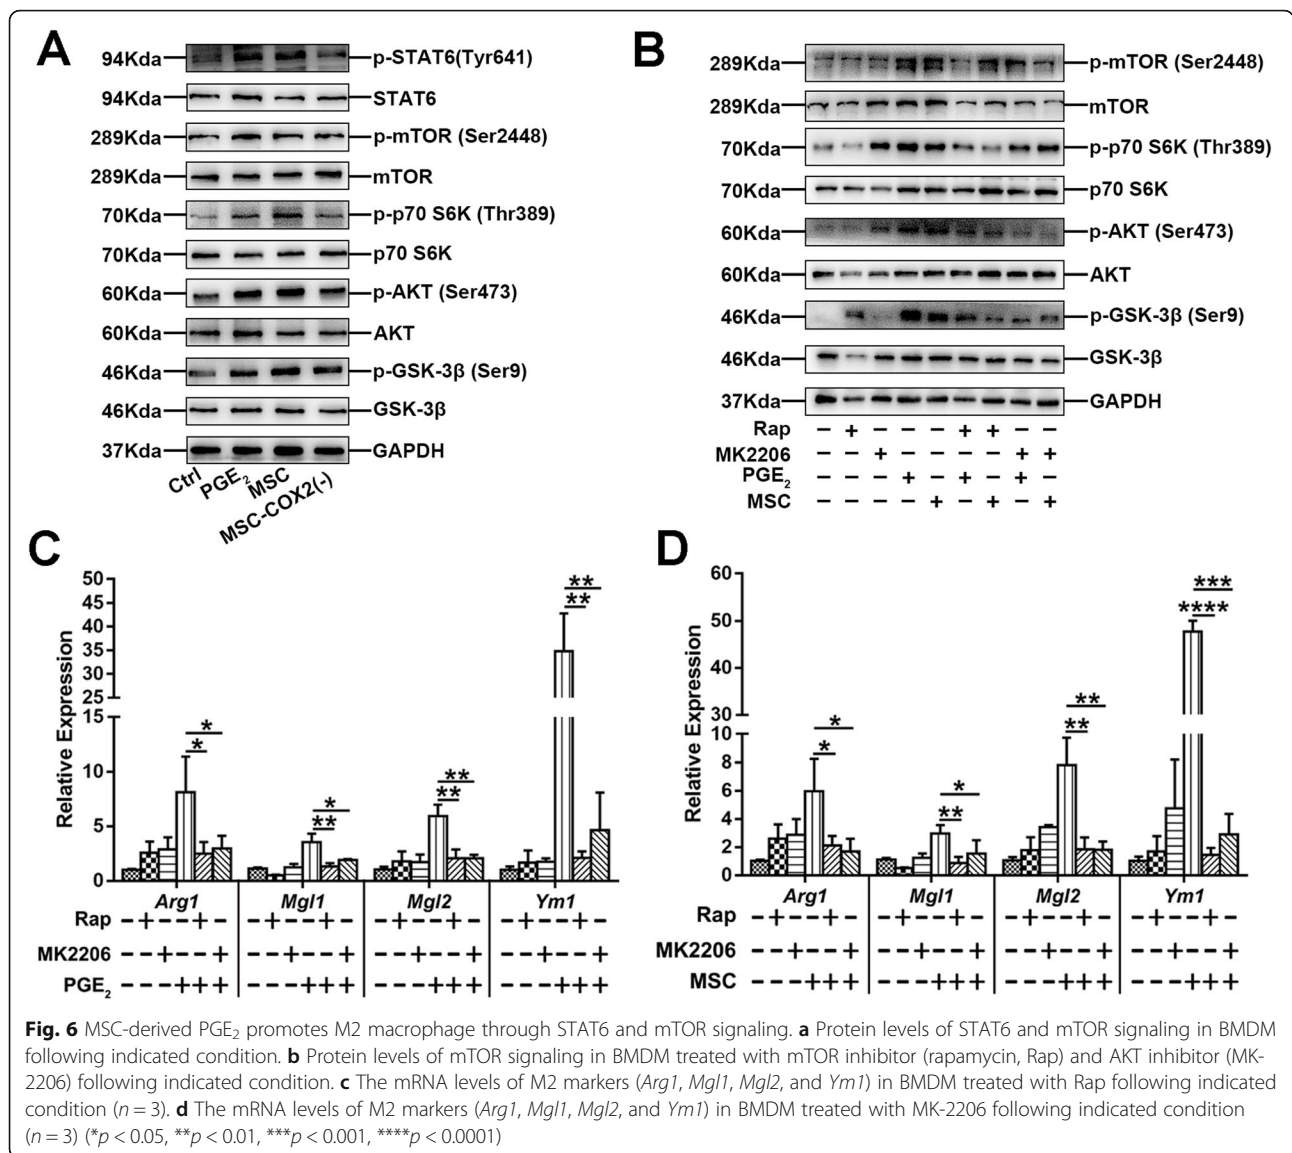 A
94Kda p-STAT6(Tyr641)
94Kda STAT6
289Kda p-mTOR (Ser2448)
289Kda mTOR
70Kda p-p70 S6K (Thr389)
70Kda p70 S6K
60Kda p-AKT (Ser473)
60Kda AKT
46Kda p-GSK-3β (Ser9)
46Kda GSK-3β
37Kda GAPDH
Ctrl PGE₂ MSC MSC-COX2(-)
B
289Kda p-mTOR (Ser2448)
289Kda mTOR
70Kda p-p70 S6K (Thr389)
70Kda p70 S6K
60Kda p-AKT (Ser473)
60Kda AKT
46Kda p-GSK-3β (Ser9)
46Kda GSK-3β
37Kda GAPDH
Rap − + − − − + + − −
MK2206 − − + − − − − + +
PGE₂ − − − + − + − + −
MSC − − − − + − + − +
C
Relative Expression
50
45
40
35
30
25
15
10
5
0
* * ** * ** ** ** **
Arg1 Mgl1 Mgl2 Ym1
Rap − + − − + − − + − − + − − + − − + − − + − − + −
MK2206 − − + − − + − − + − − + − − + − − + − − + − − +
PGE₂ − − − + + + − − − + + + − − − + + + − − − + + +
D
Relative Expression
60
50
40
30
10
8
6
4
2
0
* * ** * ** ** **** ***
Arg1 Mgl1 Mgl2 Ym1
Rap − + − − + − − + − − + − − + − − + − − + − − + −
MK2206 − − + − − + − − + − − + − − + − − + − − + − − +
MSC − − − + + + − − − + + + − − − + + + − − − + + +
Fig. 6 MSC-derived PGE₂ promotes M2 macrophage through STAT6 and mTOR signaling. a Protein levels of STAT6 and mTOR signaling in BMDM
following indicated condition. b Protein levels of mTOR signaling in BMDM treated with mTOR inhibitor (rapamycin, Rap) and AKT inhibitor (MK-
2206) following indicated condition. c The mRNA levels of M2 markers (Arg1, Mgl1, Mgl2, and Ym1) in BMDM treated with Rap following indicated
condition (n = 3). d The mRNA levels of M2 markers (Arg1, Mgl1, Mgl2, and Ym1) in BMDM treated with MK-2206 following indicated condition
(n = 3) (*p < 0.05, **p < 0.01, ***p < 0.001, ****p < 0.0001)